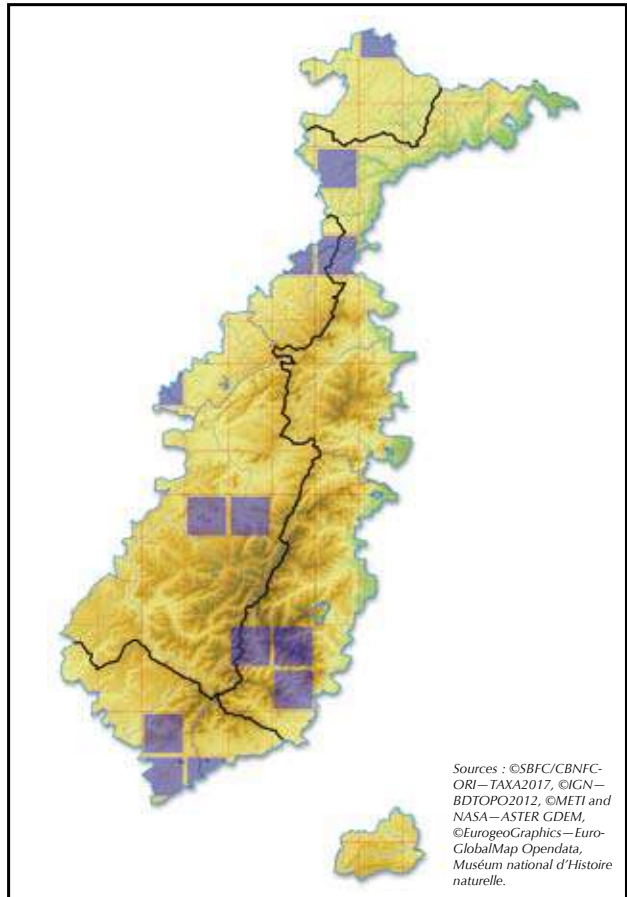 Sources : ©SBFC/CBNFC-
ORI—TAXA2017, ©IGN—
BDTOPO2012, ©METI and
NASA—ASTER GDEM,
©EurogeoGraphics—Euro-
GlobalMap Opendata,
Muséum national d'Histoire
naturelle.